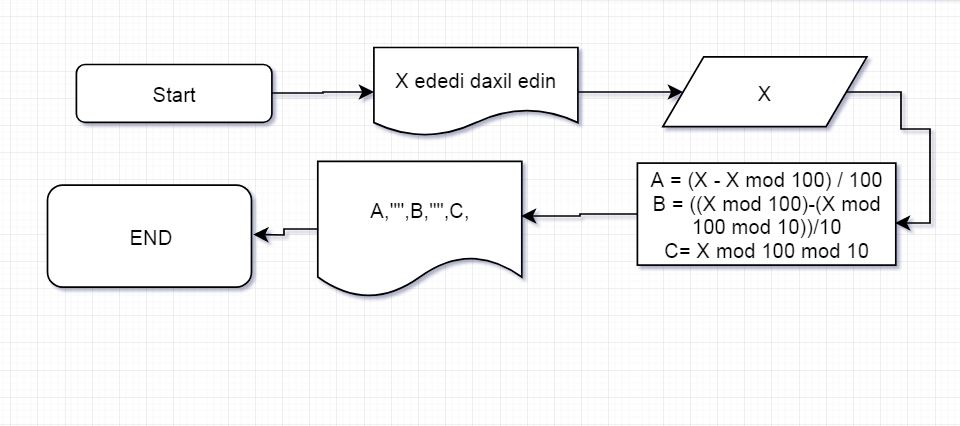 Start
X ededi daxil edin
X
A = (X - X mod 100) / 100
B = ((X mod 100)-(X mod
100 mod 10))/10
C= X mod 100 mod 10
A,"",B,"",C,
END